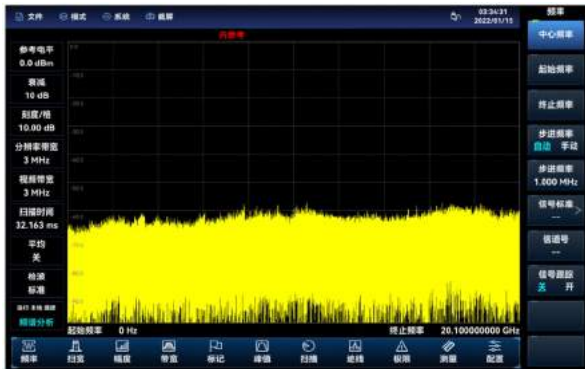 文件 模式 系统 截屏
03:34:31
2022/01/15
频率
内参考
参考电平
0.0 dBm
衰减
10 dB
刻度/格
10.00 dB
分辨率带宽
3 MHz
视频带宽
3 MHz
扫描时间
32.163 ms
平均
关
检波
标准
频谱分析
0.0
起始频率 0 Hz
终止频率 20.100000000 GHz
中心频率
起始频率
终止频率
步进频率
自动 手动
步进频率
1.000 MHz
信号标准
--
信道号
--
信号跟踪
关 开
频率 扫宽 幅度 带宽 标记 峰值 扫描 迹线 极限 测量 配置